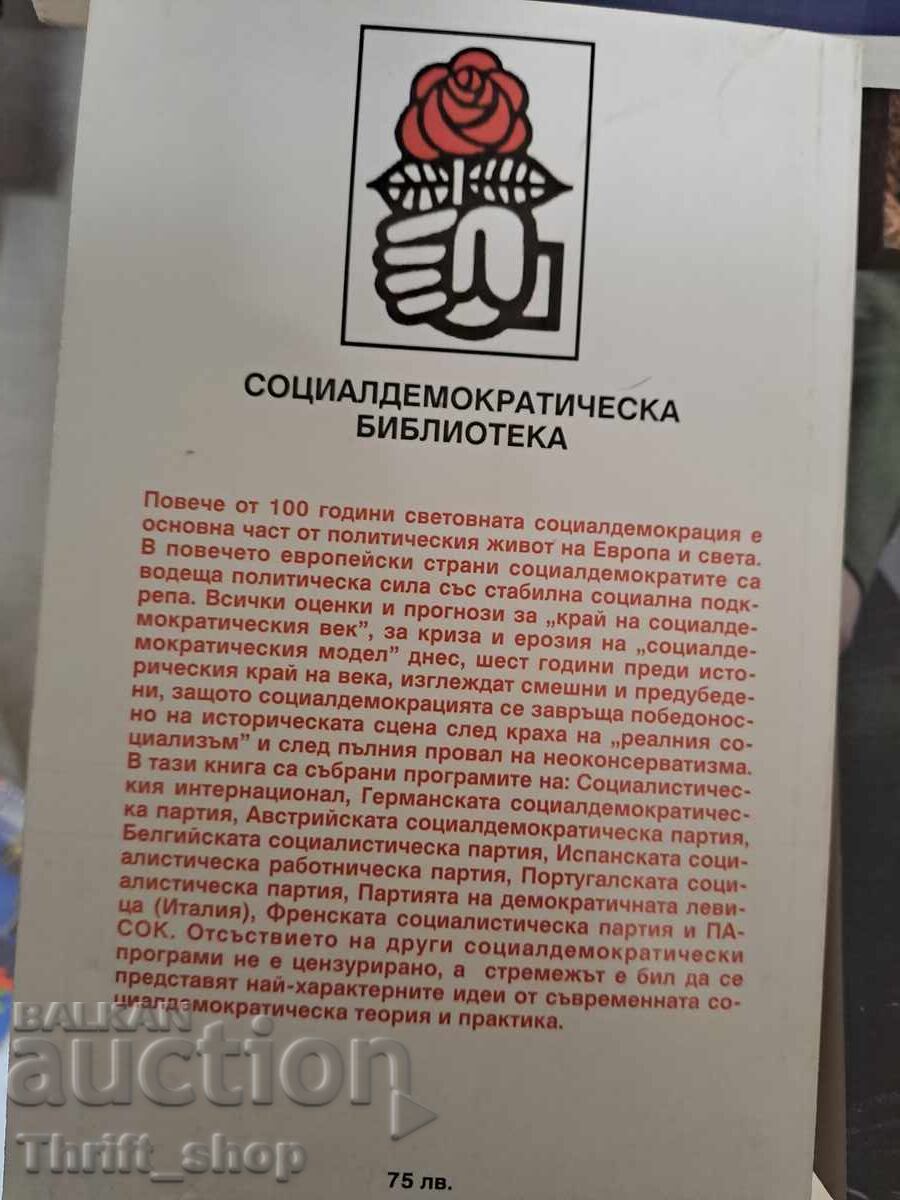 СОЦИАЛДЕМОКРАТИЧЕСКА
БИБЛИОТЕКА
Повече от 100 години световната социалдемокрация е
основна част от политическия живот на Европа и света.
В повечето европейски страни социалдемократите са
водеща политическа сила със стабилна социална подк-
репа. Всички оценки и прогнози за „край на социалде-
мократическия век”, за криза и ерозия на „социалде-
мократическия модел” днес, шест години преди исто-
рическия край на века, изглеждат смешни и предубеде-
ни, защото социалдемокрацията се завръща победонос-
но на историческата сцена след краха на „реалния со-
циализъм” и след пълния провал на неоконсерватизма.
В тази книга са събрани програмите на: Социалистичес-
кия интернационал, Германската социалдемократичес-
ка партия, Австрийската социалдемократическа партия,
Белгийската социалистическа партия, Испанската соци-
алистическа работническа партия, Португалската соци-
алистическа партия, Партията на демократичната леви-
ца (Италия), Френската социалистическа партия и ПА-
СОК. Отсъствието на други социалдемократически
програми не е цензурирано, а стремежът е бил да се
представят най-характерните идеи от съвременната со-
циалдемократическа теория и практика.
BALKAN
auction
Thrift_shop
75 лв.